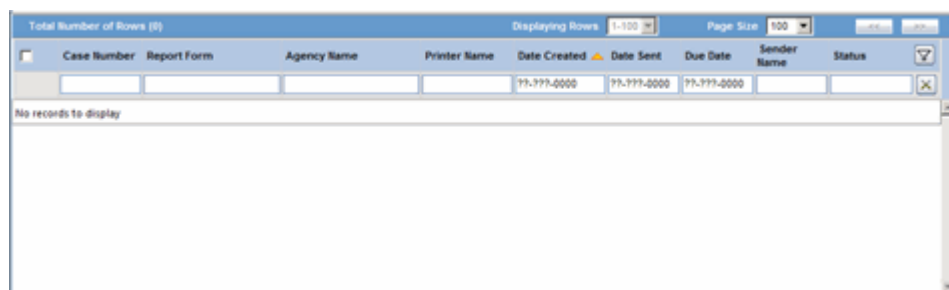 Total Number of Rows (0) Displaying Rows 1-100 Page Size 100 << >>
Case Number Report Form Agency Name Printer Name Date Created Date Sent Due Date Sender Name Status
??-???-0000 ??-???-0000 ??-???-0000
No records to display